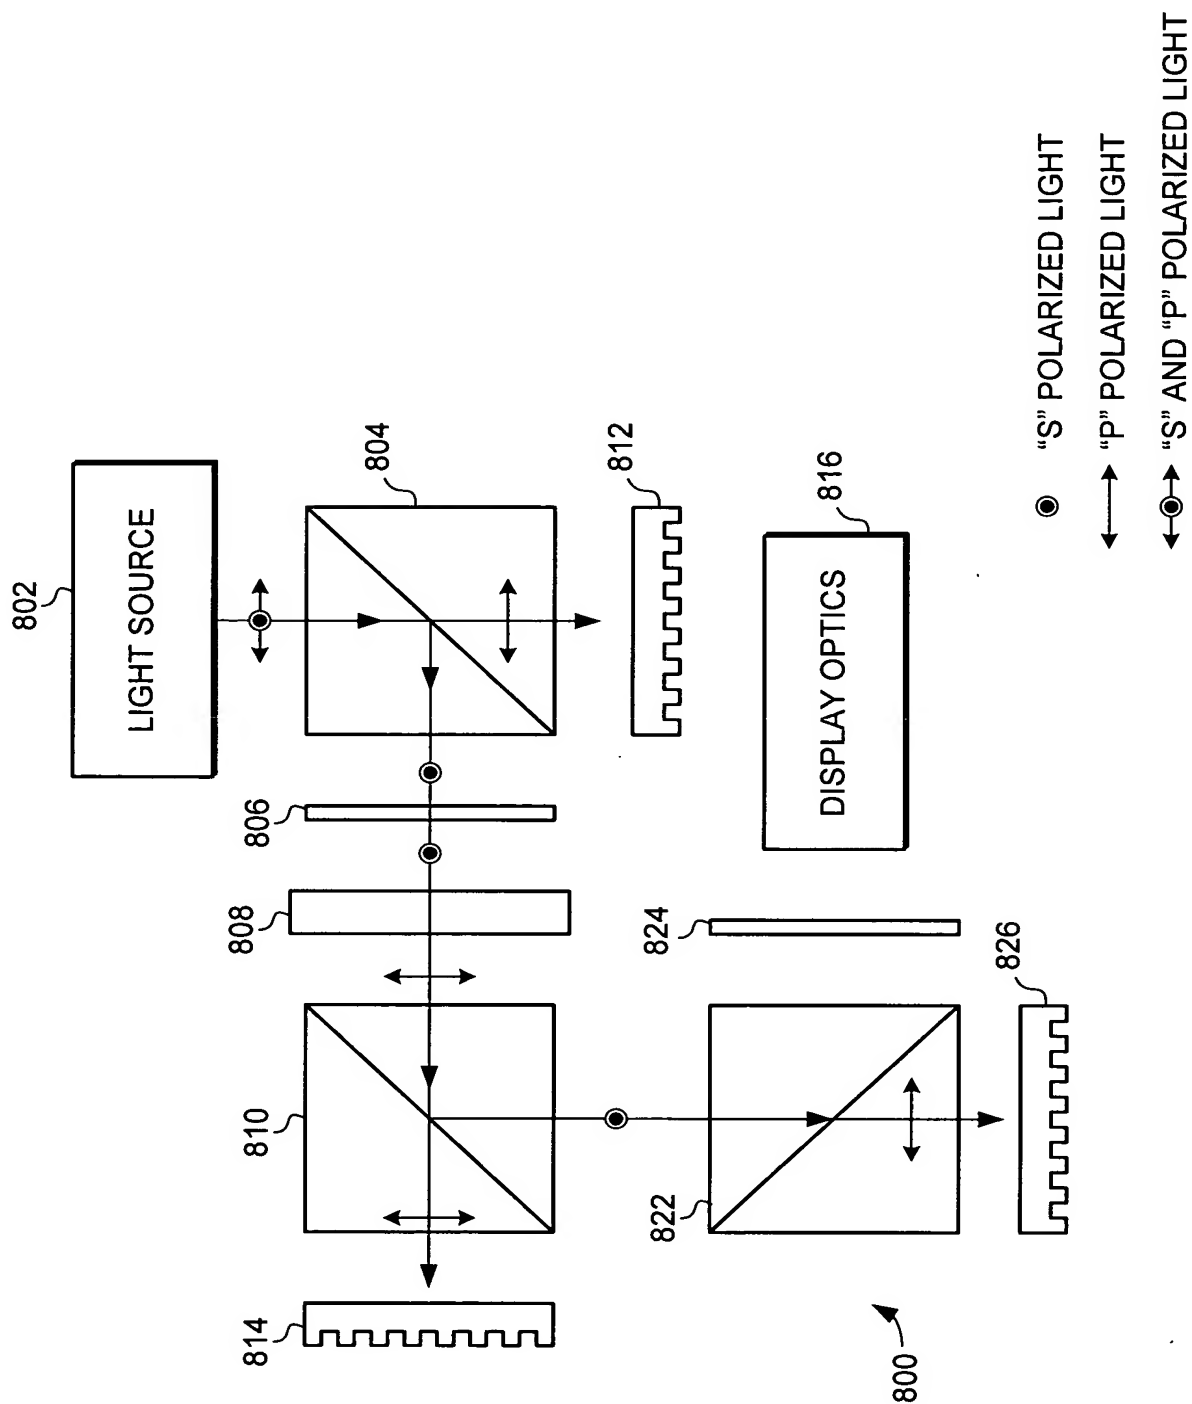 802
LIGHT SOURCE
804
806
808
810
812
814
DISPLAY OPTICS
816
822
824
826
800
"S" POLARIZED LIGHT
"P" POLARIZED LIGHT
"S" AND "P" POLARIZED LIGHT